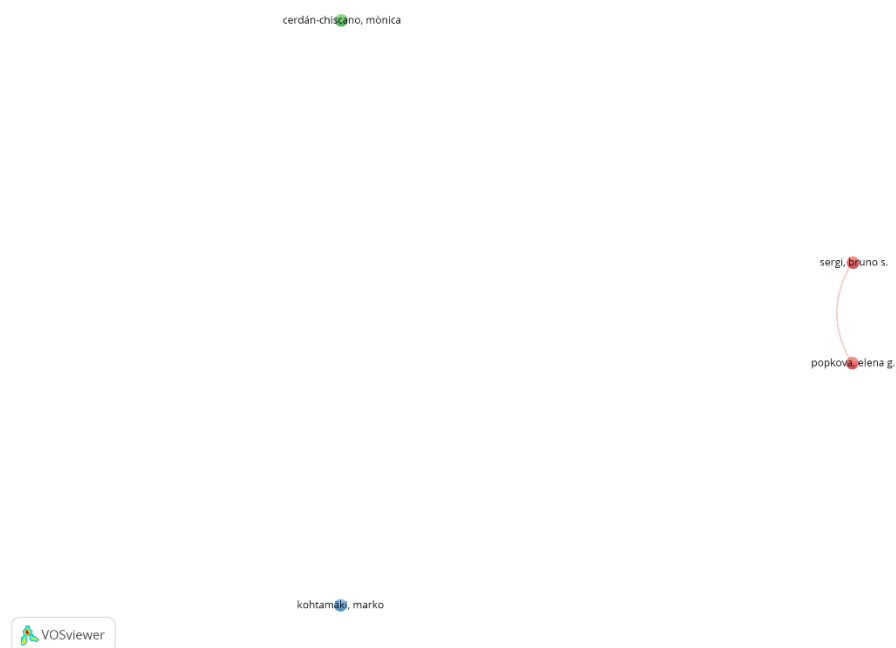 cerdán-chiscano, mònica
sergi, bruno s.
popkova, elena g.
kohtamäki, marko
VOSviewer